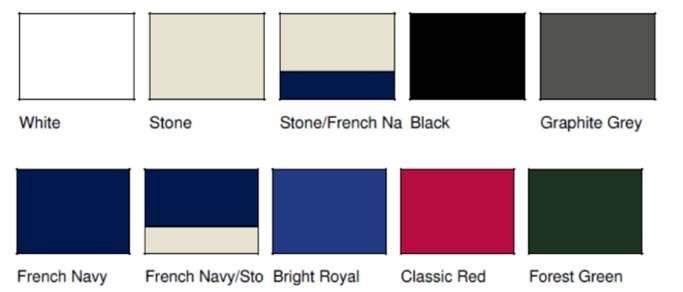 White Stone Stone/French Na Black Graphite Grey
French Navy French Navy/Sto Bright Royal Classic Red Forest Green